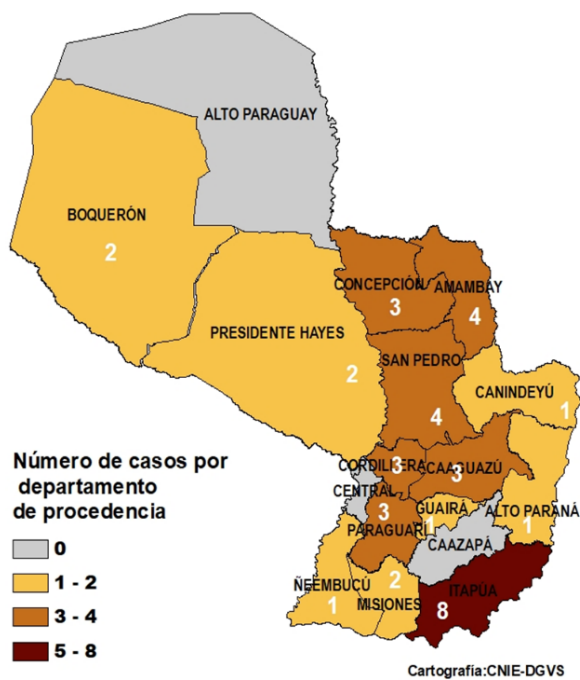 ALTO PARAGUAY
BOQUERÓN
2
CONCEPCIÓN
3
AMAMBAY
4
PRESIDENTE HAYES
2
SAN PEDRO
4
CANINDEYÚ
1
CORDILLERA
3
CAAGUAZÚ
3
CENTRAL
3
PARAGUARÍ
GUAIRÁ
1
ALTO PARANÁ
1
CAAZAPÁ
ÑEEMBUCÚ
1
2
MISIONES
ITAPÚA
8
Número de casos por
departamento
de procedencia
0
1 - 2
3 - 4
5 - 8
Cartografía:CNIE-DGVS